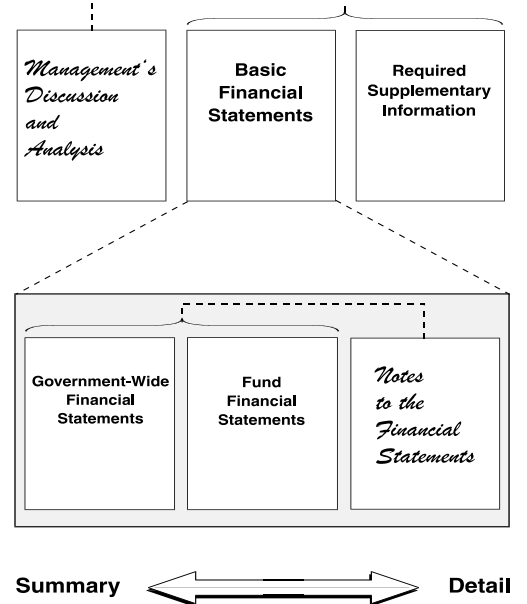 Management's
Discussion
and
Analysis
Basic
Financial
Statements
Required
Supplementary
Information
Government-Wide
Financial
Statements
Fund
Financial
Statements
Notes
to the
Financial
Statements
Summary
Detail